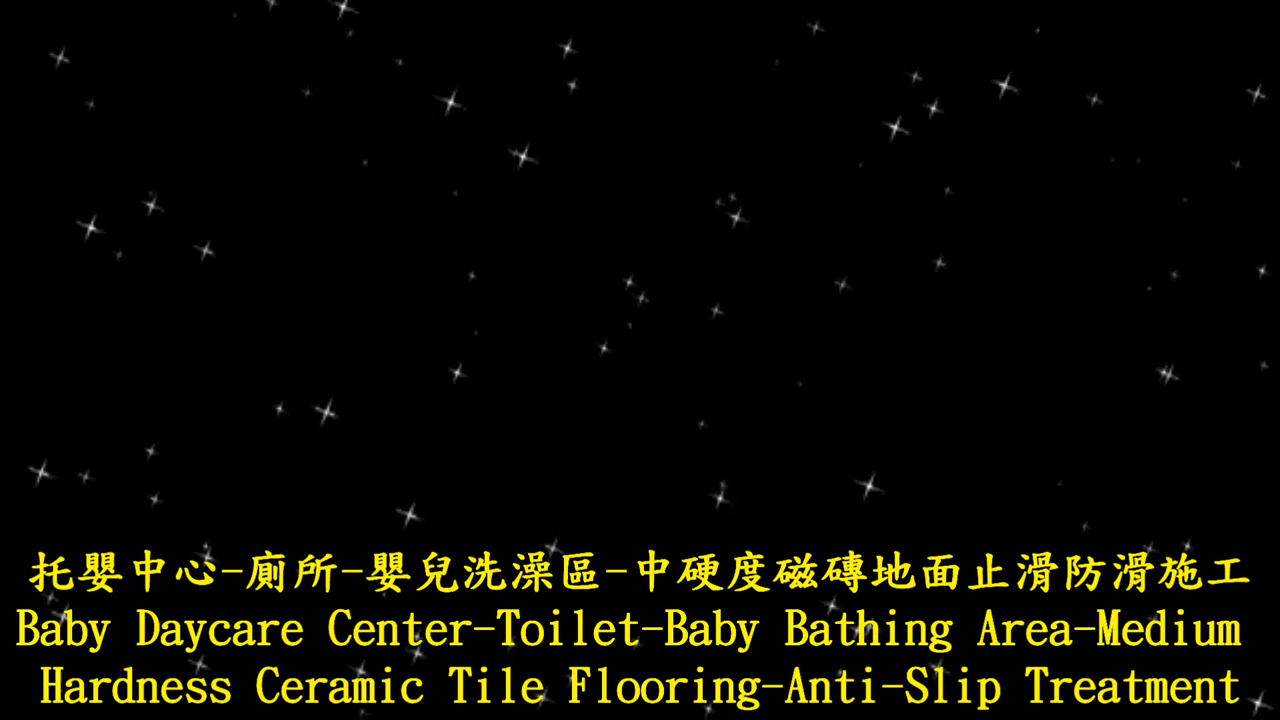 托嬰中心-廁所-嬰兒洗澡區-中硬度磁磚地面止滑防滑施工
Baby Daycare Center-Toilet-Baby Bathing Area-Medium
Hardness Ceramic Tile Flooring-Anti-Slip Treatment